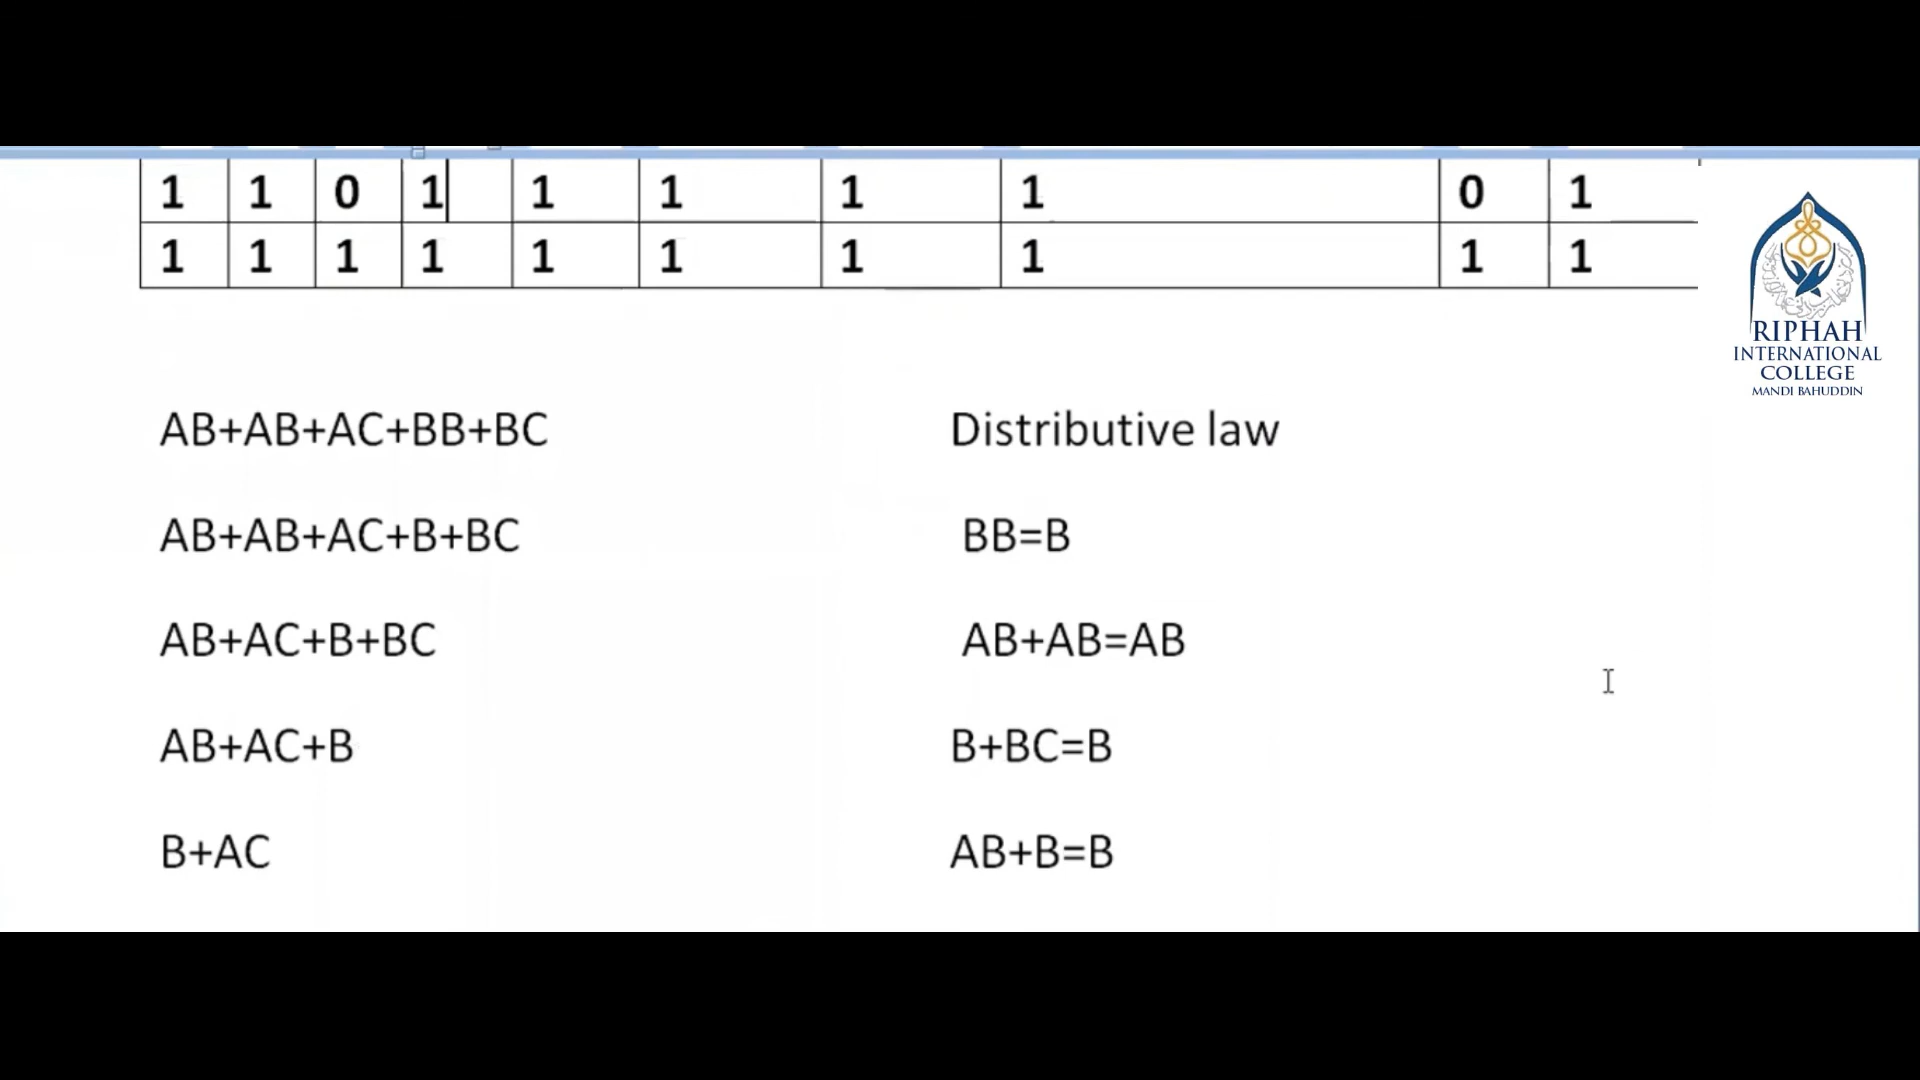 1 1 0 1 1 1 1 1 0 1
1 1 1 1 1 1 1 1 1 1
RIPHAH
INTERNATIONAL
COLLEGE
MANDI BAHUDDIN
AB+AB+AC+BB+BC Distributive law
AB+AB+AC+B+BC BB=B
AB+AC+B+BC AB+AB=AB
AB+AC+B B+BC=B
B+AC AB+B=B